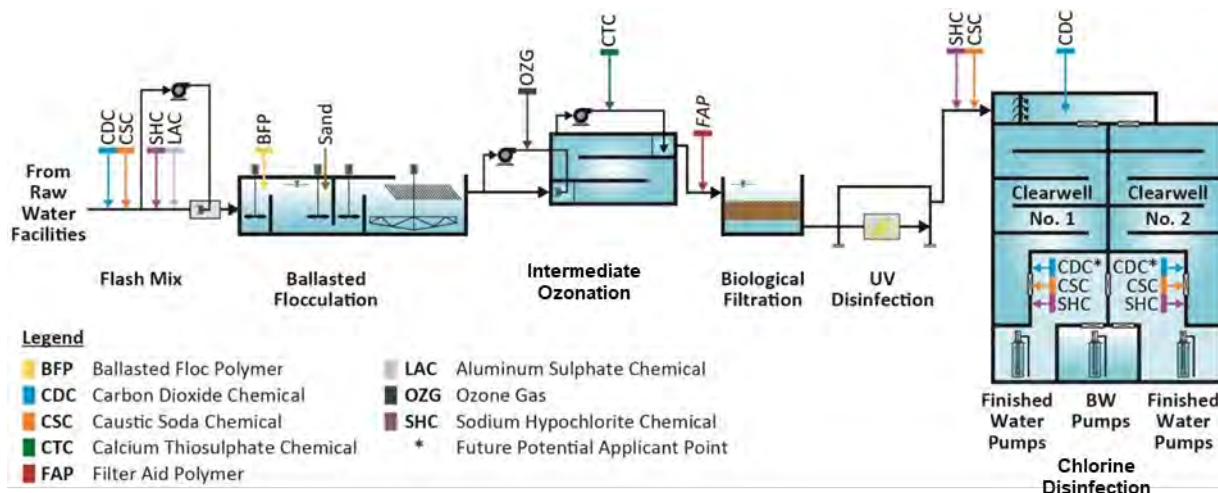 SHC
CSC
CDC
CTC
OZG
CDC
CSC
SHC
LAC
BFP
Sand
FAP
From
Raw
Water
Facilities
Clearwell
No. 1
Clearwell
No. 2
CDC*
CSC
SHC
CDC*
CSC
SHC
Flash Mix
Ballasted
Flocculation
Intermediate
Ozonation
Biological
Filtration
UV
Disinfection
Finished
Water
Pumps
BW
Pumps
Finished
Water
Pumps
Chlorine
Disinfection
Legend
BFP Ballasted Floc Polymer
CDC Carbon Dioxide Chemical
CSC Caustic Soda Chemical
CTC Calcium Thiosulphate Chemical
FAP Filter Aid Polymer
LAC Aluminum Sulphate Chemical
OZG Ozone Gas
SHC Sodium Hypochlorite Chemical
* Future Potential Applicant Point